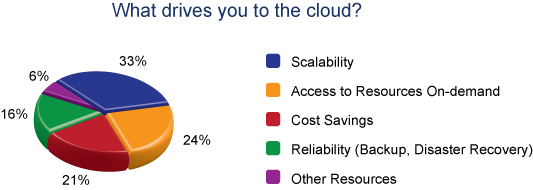 What drives you to the cloud?
33%
6%
16%
21%
24%
Scalability
Access to Resources On-demand
Cost Savings
Reliability (Backup, Disaster Recovery)
Other Resources